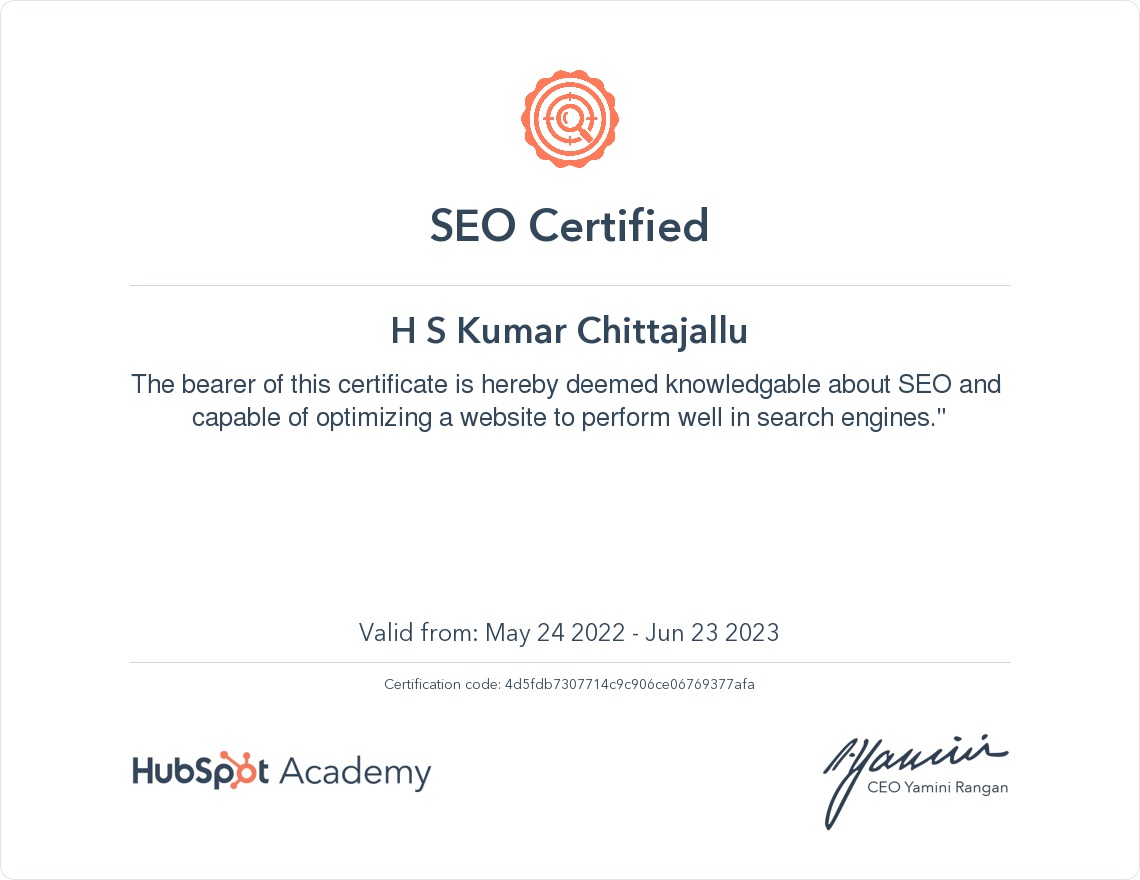 SEO Certified
H S Kumar Chittajallu
The bearer of this certificate is hereby deemed knowledgable about SEO and
capable of optimizing a website to perform well in search engines."
Valid from: May 24 2022 - Jun 23 2023
Certification code: 4d5fdb7307714c9c906ce06769377afa
HubSpot Academy
Yamini
CEO Yamini Rangan